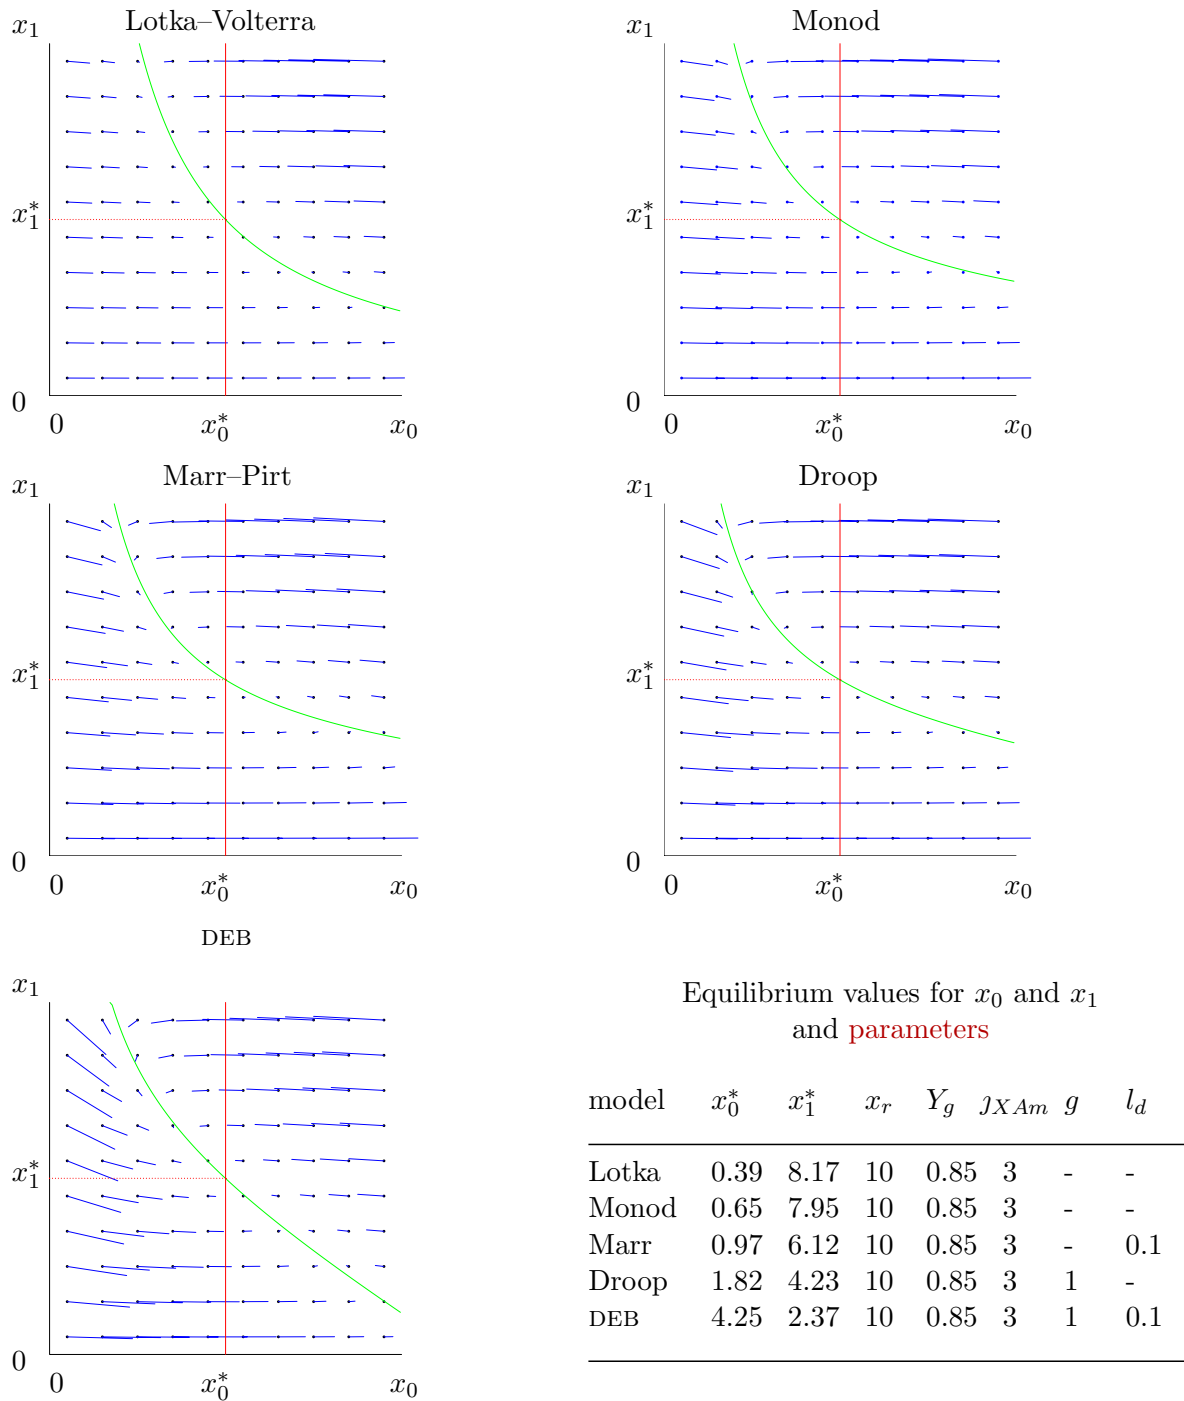 x₁ Lotka–Volterra
x₁*
0
0 x₀* x₀
x₁ Monod
x₁*
0
0 x₀* x₀
x₁ Marr–Pirt
x₁*
0
0 x₀* x₀
x₁ Droop
x₁*
0
0 x₀* x₀
DEB
x₁
x₁*
0
0 x₀* x₀
Equilibrium values for x₀ and x₁
and parameters
model x₀* x₁* x_r Y_g ȷ_XAm g l_d
Lotka 0.39 8.17 10 0.85 3 - -
Monod 0.65 7.95 10 0.85 3 - -
Marr 0.97 6.12 10 0.85 3 - 0.1
Droop 1.82 4.23 10 0.85 3 1 -
DEB 4.25 2.37 10 0.85 3 1 0.1